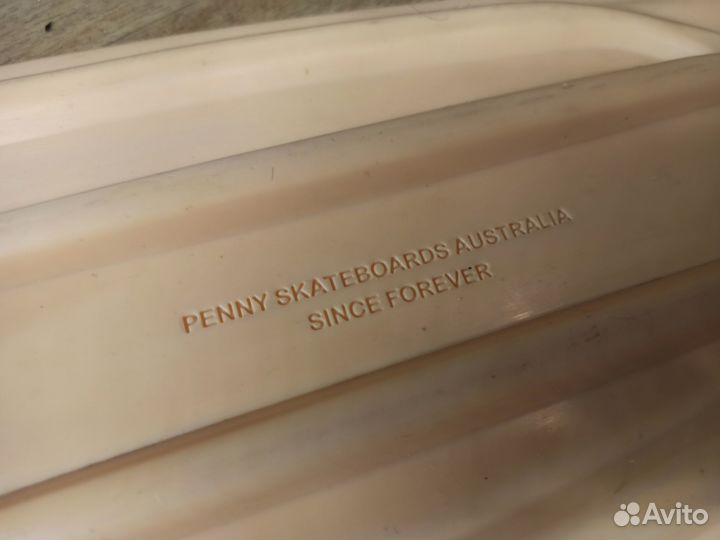 PENNY SKATEBOARDS AUSTRALIA
SINCE FOREVER
Avito